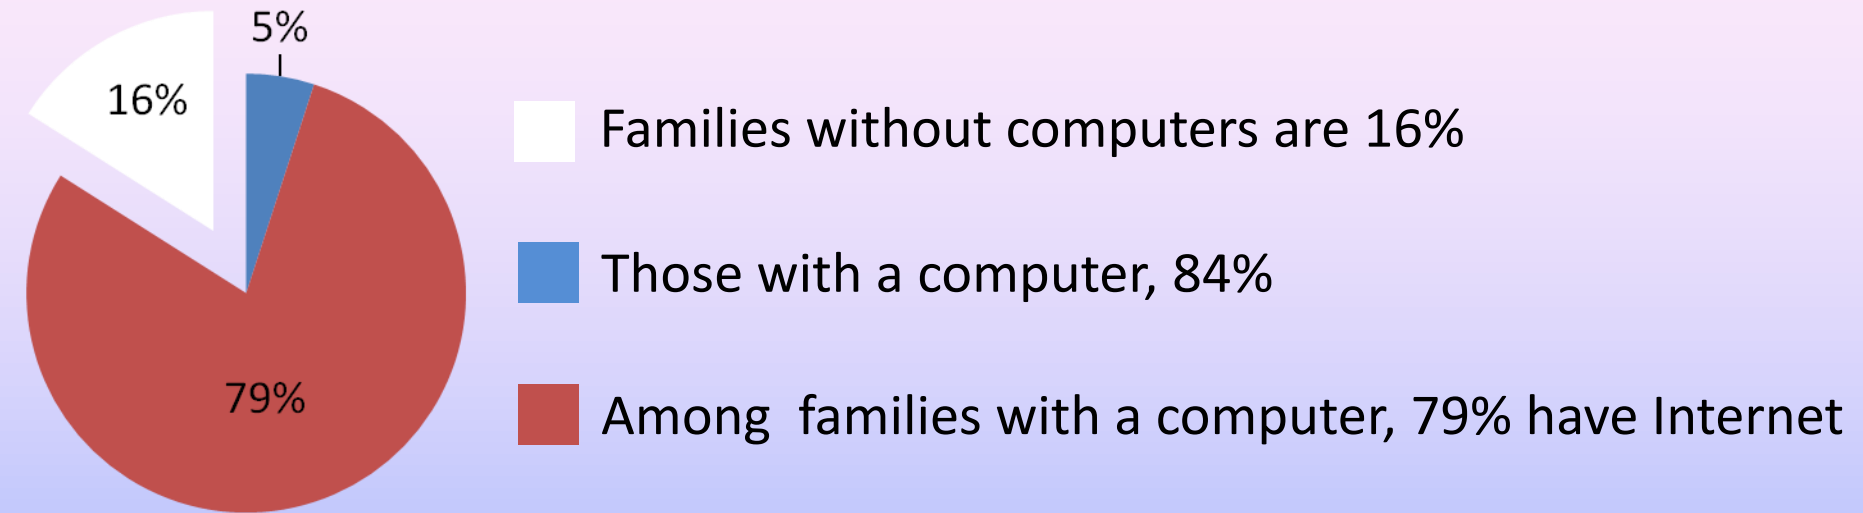 5%
16%
79%
Families without computers are 16%
Those with a computer, 84%
Among  families with a computer, 79% have Internet